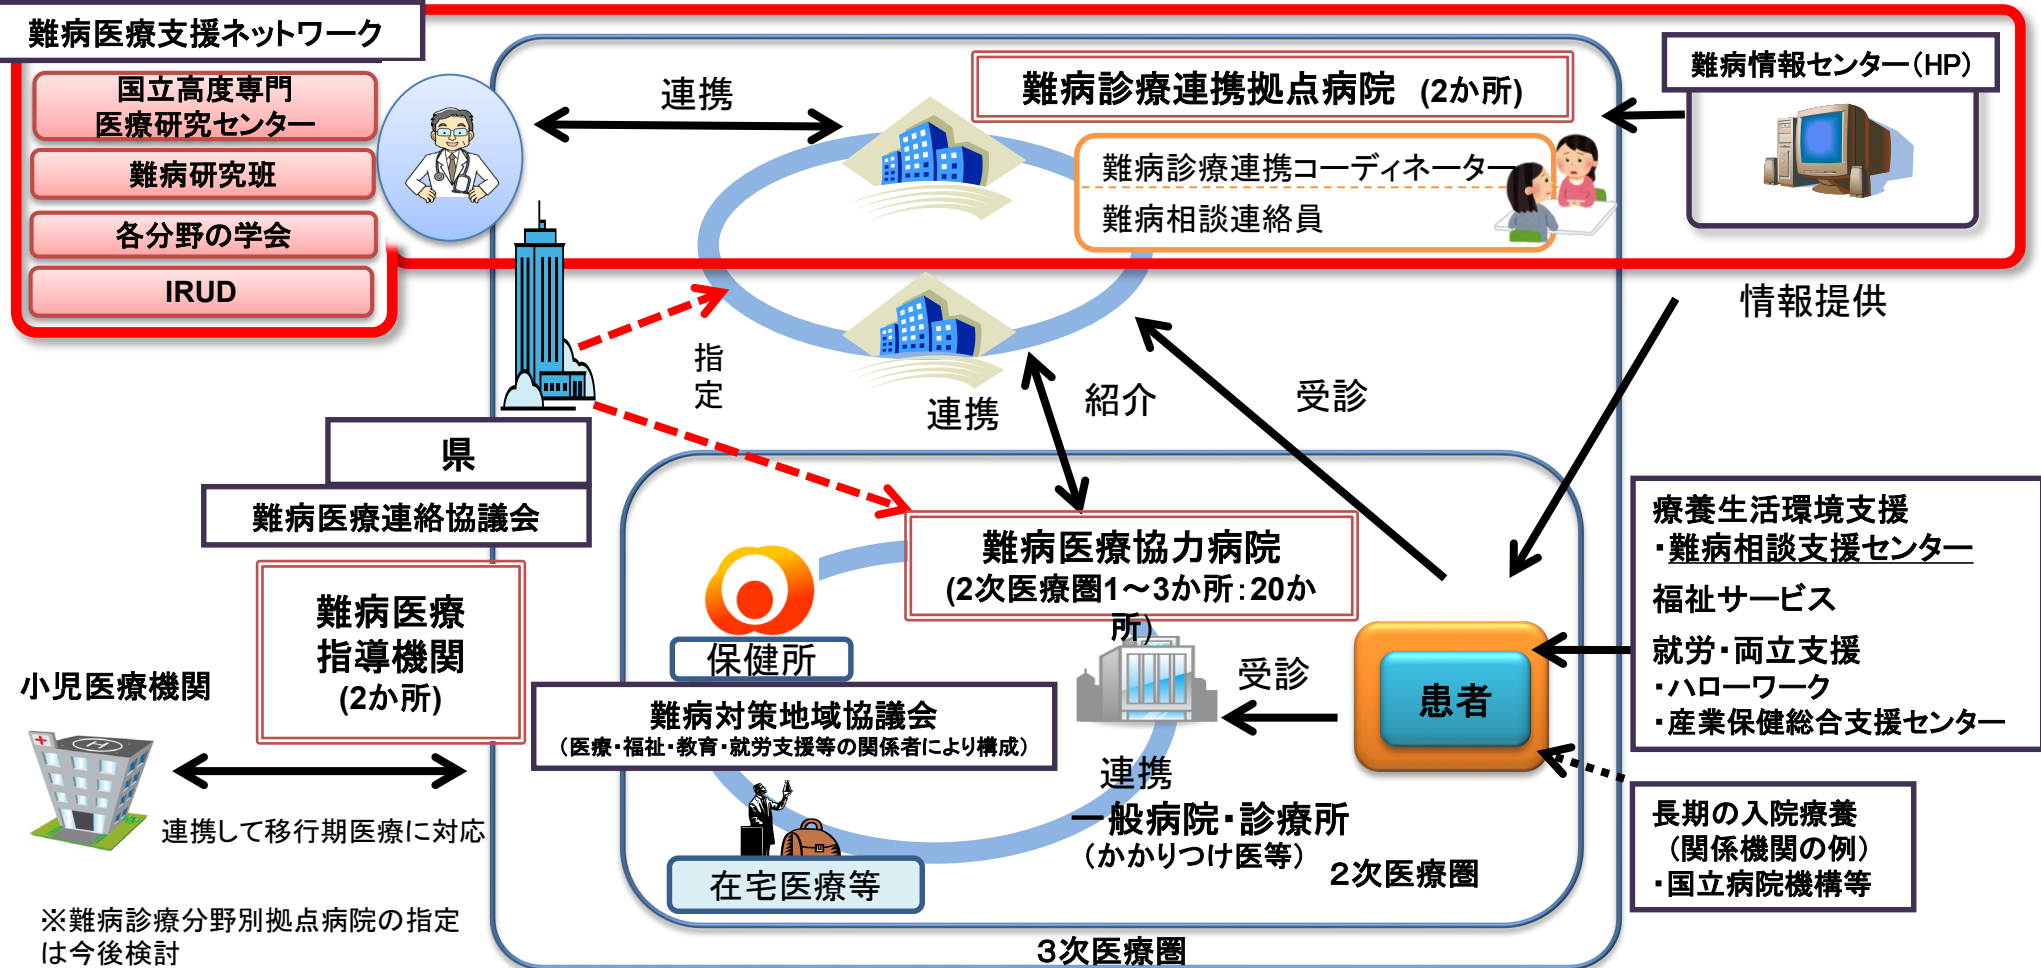 難病医療支援ネットワーク
国立高度専門
医療研究センター
難病研究班
各分野の学会
IRUD
連携
難病診療連携拠点病院 (2か所)
難病診療連携コーディネーター
難病相談連絡員
難病情報センター(HP)
情報提供
指定
連携
紹介
受診
県
難病医療連絡協議会
難病医療
指導機関
(2か所)
小児医療機関
連携して移行期医療に対応
※難病診療分野別拠点病院の指定
は今後検討
難病医療協力病院
(2次医療圏1～3か所:20か
所)
保健所
難病対策地域協議会
(医療・福祉・教育・就労支援等の関係者により構成)
在宅医療等
受診
患者
連携
一般病院・診療所
(かかりつけ医等)
2次医療圏
3次医療圏
療養生活環境支援
・難病相談支援センター
福祉サービス
就労・両立支援
・ハローワーク
・産業保健総合支援センター
長期の入院療養
(関係機関の例)
・国立病院機構等